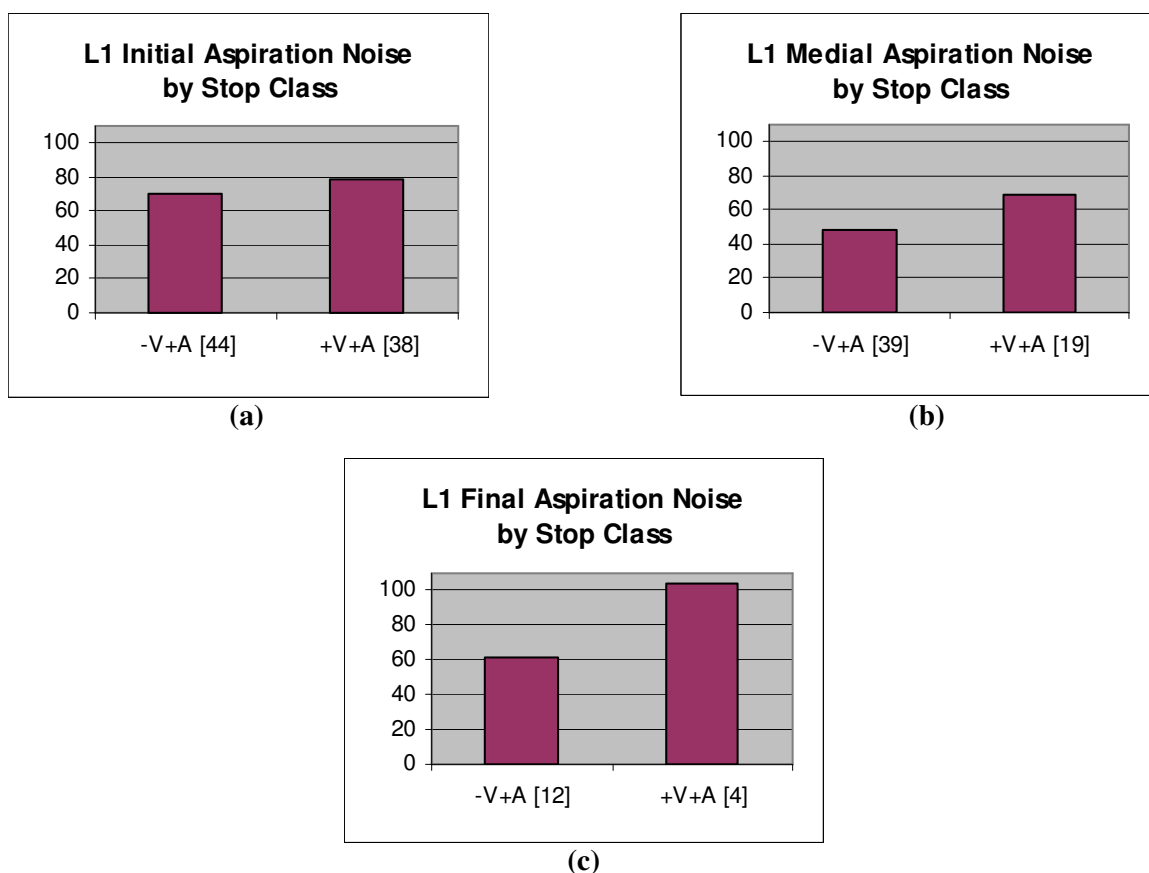 L1 Initial Aspiration Noise
by Stop Class
100
80
60
40
20
0
-V+A [44]
+V+A [38]
(a)
L1 Medial Aspiration Noise
by Stop Class
100
80
60
40
20
0
-V+A [39]
+V+A [19]
(b)
L1 Final Aspiration Noise
by Stop Class
100
80
60
40
20
0
-V+A [12]
+V+A [4]
(c)